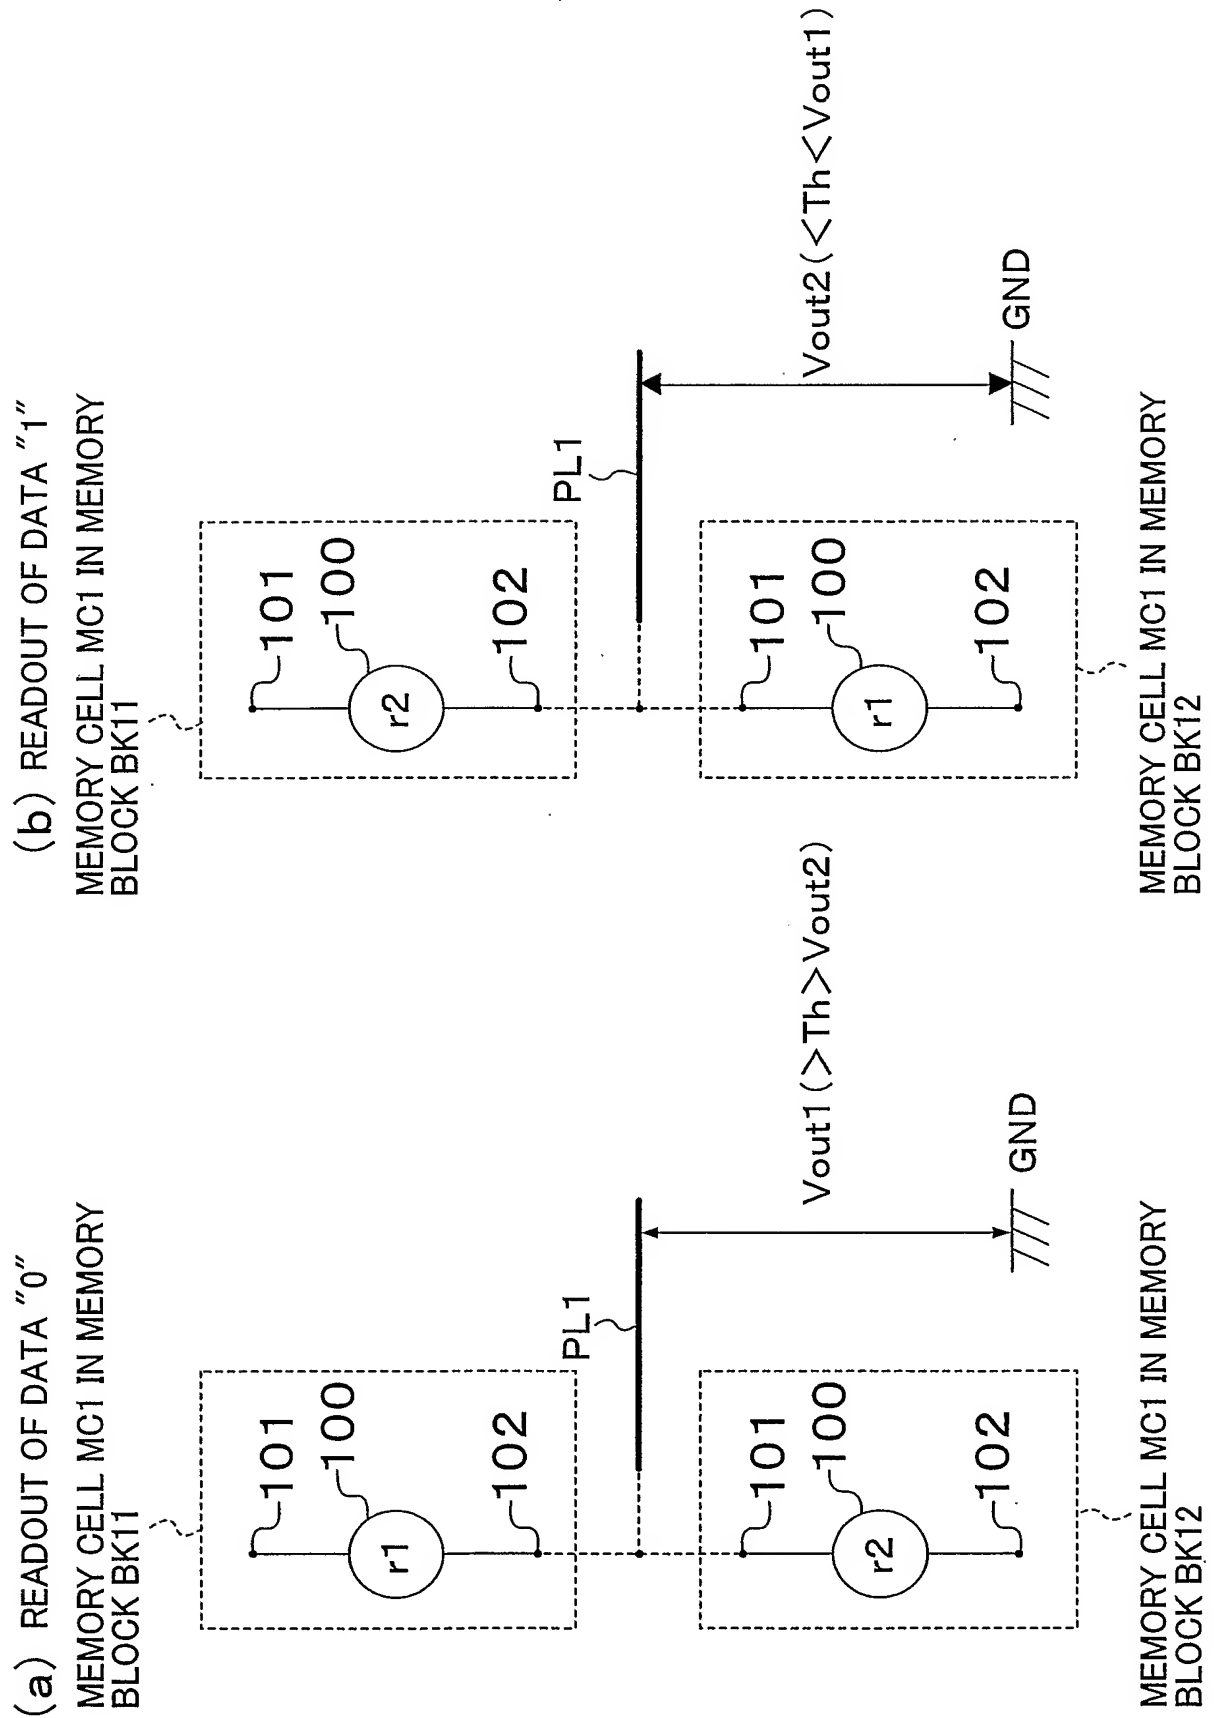 (a) READOUT OF DATA "0"
MEMORY CELL MC1 IN MEMORY
BLOCK BK11
101
100
r1
102
PL1
101
100
r2
102
Vout1(>Th>Vout2)
GND
MEMORY CELL MC1 IN MEMORY
BLOCK BK12
(b) READOUT OF DATA "1"
MEMORY CELL MC1 IN MEMORY
BLOCK BK11
101
100
r2
102
PL1
101
100
r1
102
Vout2(<Th<Vout1)
GND
MEMORY CELL MC1 IN MEMORY
BLOCK BK12